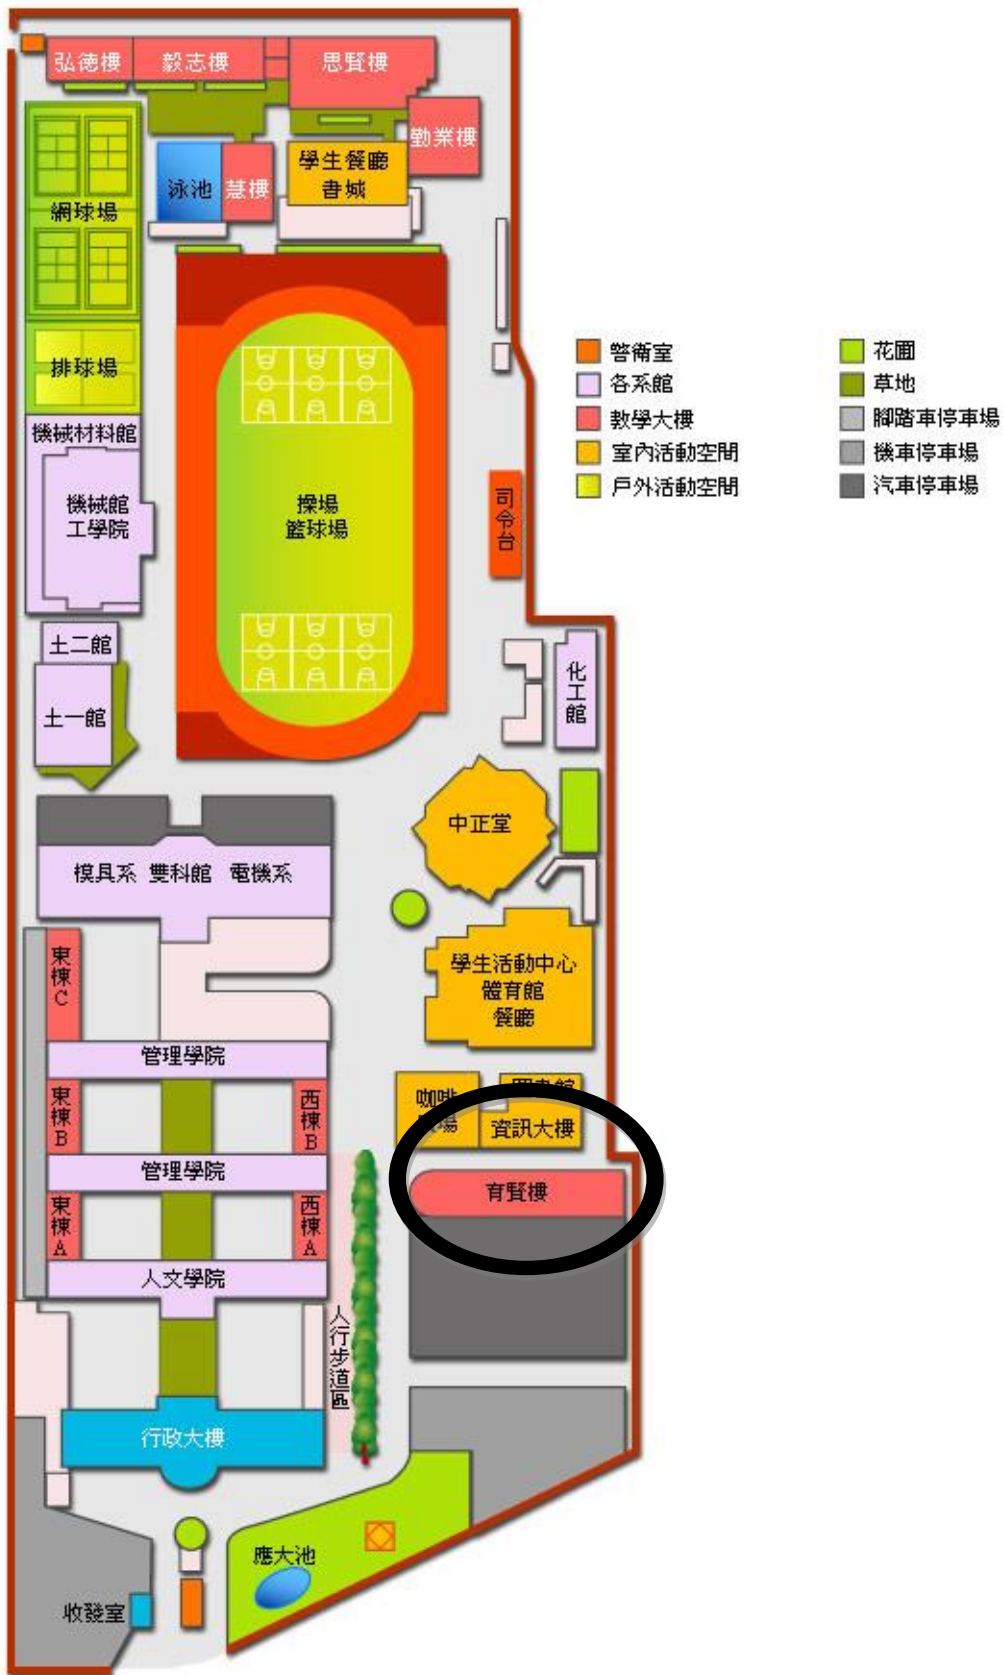 弘德樓
毅志樓
思賢樓
勤業樓
泳池
慧樓
學生餐廳
書城
網球場
排球場
機械材料館
機械館
工學院
操場
籃球場
司令台
警衛室
各系館
教學大樓
室內活動空間
戶外活動空間
花圃
草地
腳踏車停車場
機車停車場
汽車停車場
土二館
土一館
化工館
中正堂
模具系 雙科館 電機系
學生活動中心
體育館
餐廳
東棟C
管理學院
東棟B
西棟B
咖啡
圖書館
資訊大樓
管理學院
育賢樓
東棟A
西棟A
人文學院
人行步道區
行政大樓
應大池
收發室